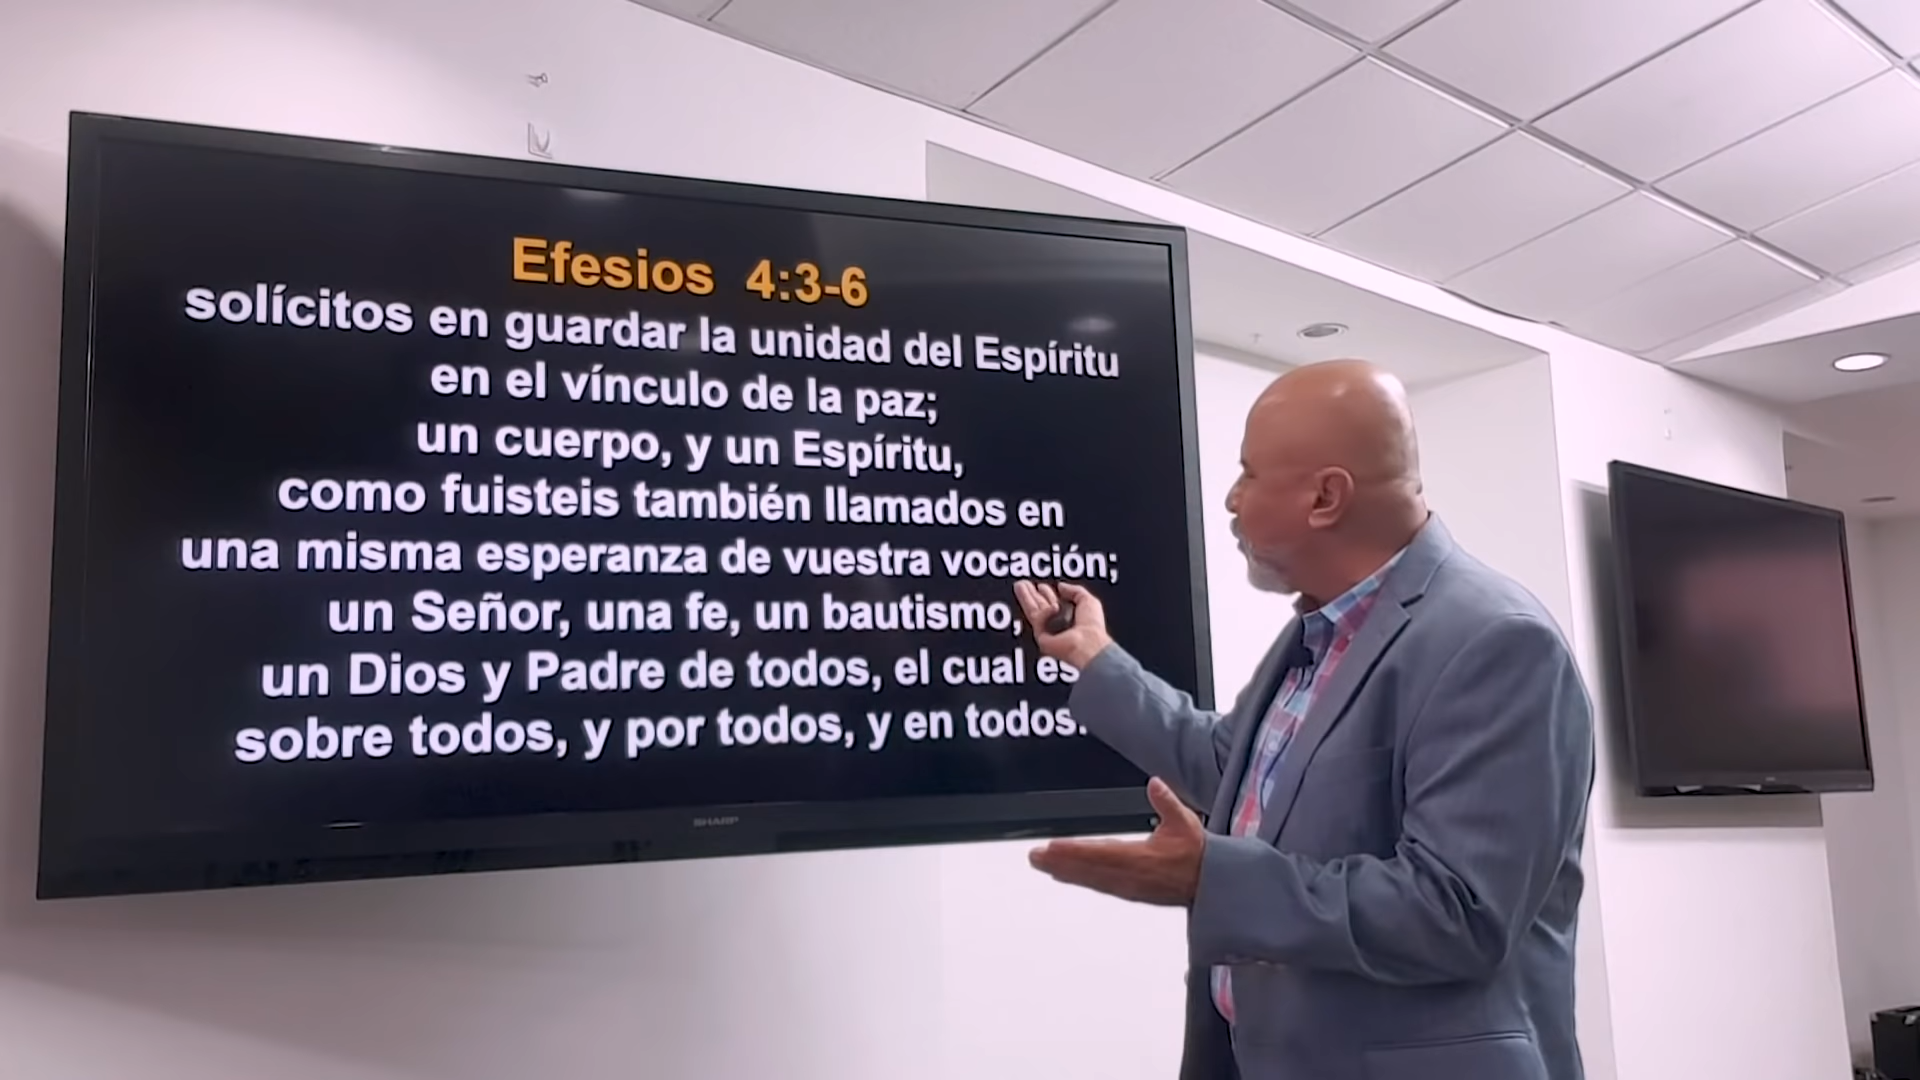 Efesios 4:3-6
solícitos en guardar la unidad del Espíritu
en el vínculo de la paz;
un cuerpo, y un Espíritu,
como fuisteis también llamados en
una misma esperanza de vuestra vocación;
un Señor, una fe, un bautismo,
un Dios y Padre de todos, el cual es
sobre todos, y por todos, y en todos.
SHARP